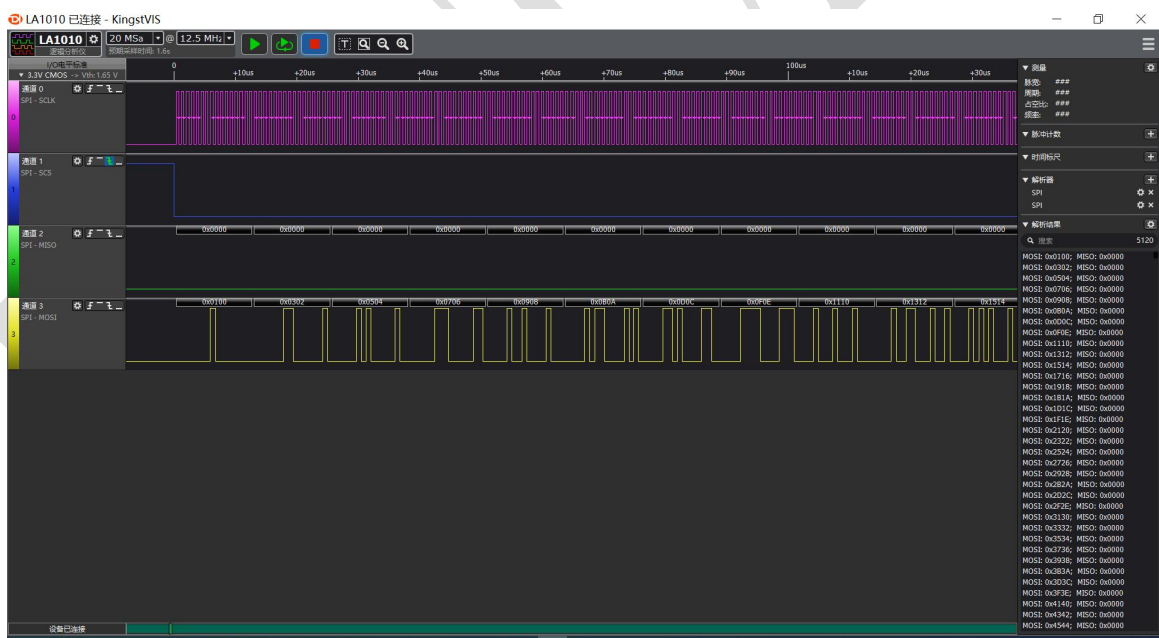 LA1010 已连接 - KingstVIS
LA1010
逻辑分析仪
20 MSa
@
12.5 MHz
预期采样时间: 1.6s
I/O电平标准
▼ 3.3V CMOS -> Vth: 1.65 V
0
+10us
+20us
+30us
+40us
+50us
+60us
+70us
+80us
+90us
100us
+10us
+20us
+30us
通道 0
SPI - SCLK
0
通道 1
SPI - SCS
1
通道 2
SPI - MISO
2
0x0000 0x0000 0x0000 0x0000 0x0000 0x0000 0x0000 0x0000 0x0000 0x0000 0x0000
通道 3
SPI - MOSI
3
0x0100 0x0302 0x0504 0x0706 0x0908 0x0B0A 0x0D0C 0x0F0E 0x1110 0x1312 0x1514
▼ 测量
脉宽: ###
周期: ###
占空比: ###
频率: ###
▼ 脉冲计数
▼ 时间标尺
▼ 解析器
SPI
SPI
▼ 解析结果
搜索
5120
MOSI: 0x0100; MISO: 0x0000
MOSI: 0x0302; MISO: 0x0000
MOSI: 0x0504; MISO: 0x0000
MOSI: 0x0706; MISO: 0x0000
MOSI: 0x0908; MISO: 0x0000
MOSI: 0x0B0A; MISO: 0x0000
MOSI: 0x0D0C; MISO: 0x0000
MOSI: 0x0F0E; MISO: 0x0000
MOSI: 0x1110; MISO: 0x0000
MOSI: 0x1312; MISO: 0x0000
MOSI: 0x1514; MISO: 0x0000
MOSI: 0x1716; MISO: 0x0000
MOSI: 0x1918; MISO: 0x0000
MOSI: 0x1B1A; MISO: 0x0000
MOSI: 0x1D1C; MISO: 0x0000
MOSI: 0x1F1E; MISO: 0x0000
MOSI: 0x2120; MISO: 0x0000
MOSI: 0x2322; MISO: 0x0000
MOSI: 0x2524; MISO: 0x0000
MOSI: 0x2726; MISO: 0x0000
MOSI: 0x2928; MISO: 0x0000
MOSI: 0x2B2A; MISO: 0x0000
MOSI: 0x2D2C; MISO: 0x0000
MOSI: 0x2F2E; MISO: 0x0000
MOSI: 0x3130; MISO: 0x0000
MOSI: 0x3332; MISO: 0x0000
MOSI: 0x3534; MISO: 0x0000
MOSI: 0x3736; MISO: 0x0000
MOSI: 0x3938; MISO: 0x0000
MOSI: 0x3B3A; MISO: 0x0000
MOSI: 0x3D3C; MISO: 0x0000
MOSI: 0x3F3E; MISO: 0x0000
MOSI: 0x4140; MISO: 0x0000
MOSI: 0x4342; MISO: 0x0000
MOSI: 0x4544; MISO: 0x0000
设备已连接